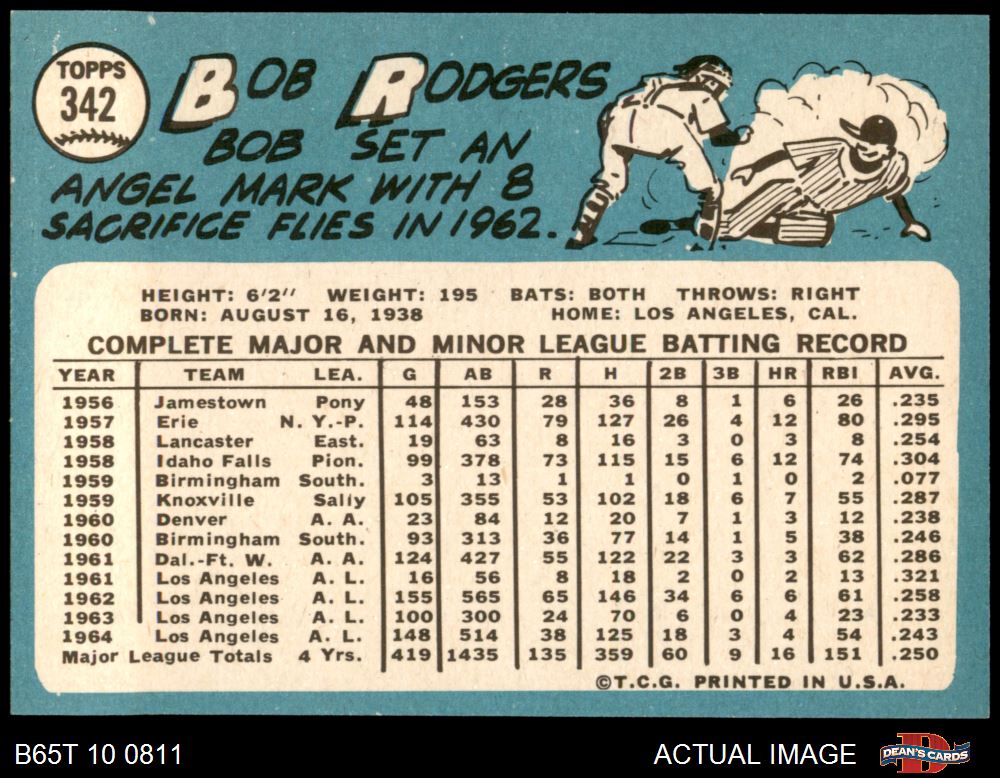 TOPPS
342
BOB RODGERS
BOB SET AN
ANGEL MARK WITH 8
SACRIFICE FLIES IN 1962.
HEIGHT: 6'2" WEIGHT: 195 BATS: BOTH THROWS: RIGHT
BORN: AUGUST 16, 1938 HOME: LOS ANGELES, CAL.
COMPLETE MAJOR AND MINOR LEAGUE BATTING RECORD
YEAR TEAM LEA. G AB R H 2B 3B HR RBI AVG.
1956 Jamestown Pony 48 153 28 36 8 1 6 26 .235
1957 Erie N. Y.-P. 114 430 79 127 26 4 12 80 .295
1958 Lancaster East. 19 63 8 16 3 0 3 8 .254
1958 Idaho Falls Pion. 99 378 73 115 15 6 12 74 .304
1959 Birmingham South. 3 13 1 1 0 1 0 2 .077
1959 Knoxville Sally 105 355 53 102 18 6 7 55 .287
1960 Denver A. A. 23 84 12 20 7 1 3 12 .238
1960 Birmingham South. 93 313 36 77 14 1 5 38 .246
1961 Dal.-Ft. W. A. A. 124 427 55 122 22 3 3 62 .286
1961 Los Angeles A. L. 16 56 8 18 2 0 2 13 .321
1962 Los Angeles A. L. 155 565 65 146 34 6 6 61 .258
1963 Los Angeles A. L. 100 300 24 70 6 0 4 23 .233
1964 Los Angeles A. L. 148 514 38 125 18 3 4 54 .243
Major League Totals 4 Yrs. 419 1435 135 359 60 9 16 151 .250
©T.C.G. PRINTED IN U.S.A.
B65T 10 0811 ACTUAL IMAGE DEAN'S CARDS